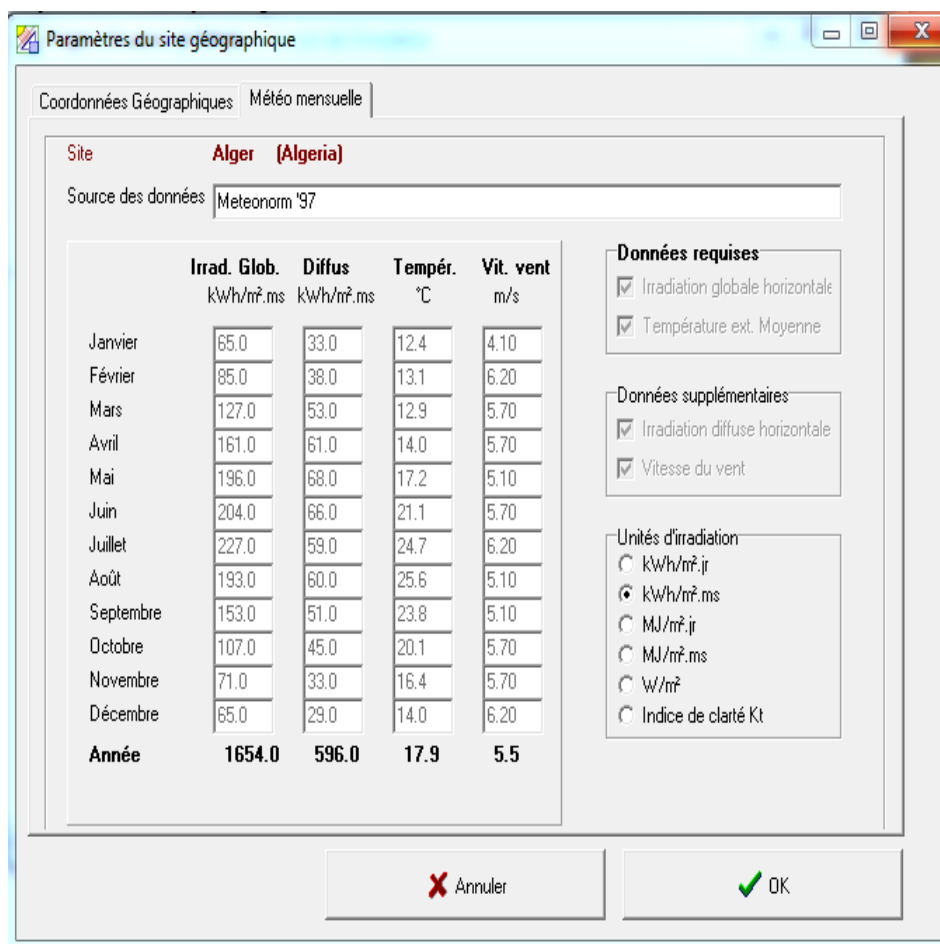 Paramètres du site géographique
Coordonnées Géographiques Météo mensuelle
Site Alger (Algeria)
Source des données Meteonorm '97
Irrad. Glob. Diffus Tempér. Vit. vent
kWh/m².ms kWh/m².ms °C m/s
Janvier 65.0 33.0 12.4 4.10
Février 85.0 38.0 13.1 6.20
Mars 127.0 53.0 12.9 5.70
Avril 161.0 61.0 14.0 5.70
Mai 196.0 68.0 17.2 5.10
Juin 204.0 66.0 21.1 5.70
Juillet 227.0 59.0 24.7 6.20
Août 193.0 60.0 25.6 5.10
Septembre 153.0 51.0 23.8 5.10
Octobre 107.0 45.0 20.1 5.70
Novembre 71.0 33.0 16.4 5.70
Décembre 65.0 29.0 14.0 6.20
Année 1654.0 596.0 17.9 5.5
Données requises
Irradiation globale horizontale
Température ext. Moyenne
Données supplémentaires
Irradiation diffuse horizontale
Vitesse du vent
Unités d'irradiation
kWh/m².jr
kWh/m².ms
MJ/m².jr
MJ/m².ms
W/m²
Indice de clarté Kt
Annuler
OK